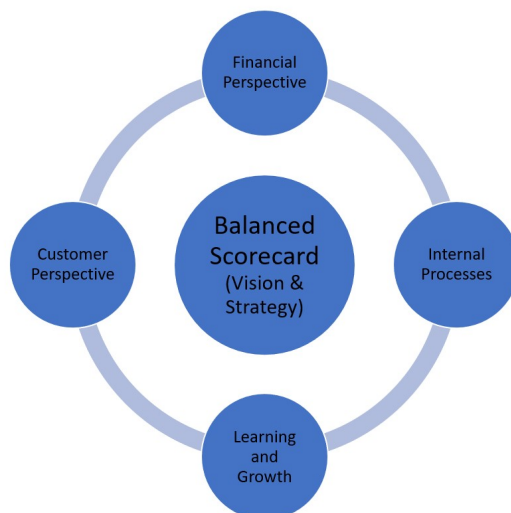 Financial
Perspective
Balanced
Scorecard
(Vision &
Strategy)
Customer
Perspective
Internal
Processes
Learning
and
Growth